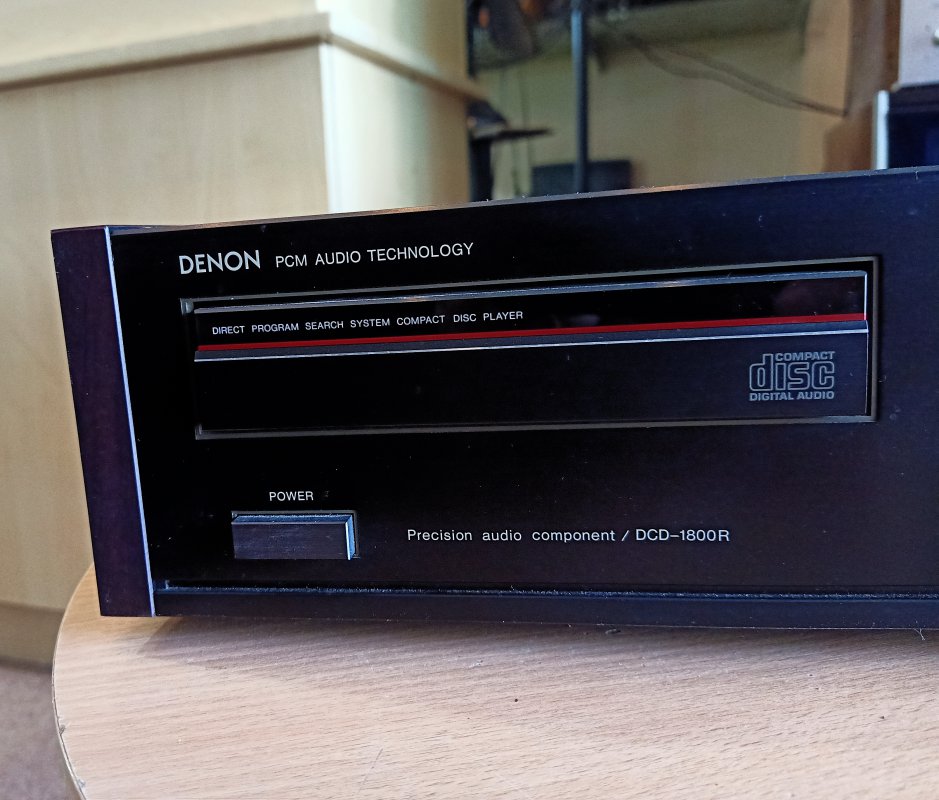 DENON PCM AUDIO TECHNOLOGY
DIRECT PROGRAM SEARCH SYSTEM COMPACT DISC PLAYER
COMPACT
disc
DIGITAL AUDIO
POWER
Precision audio component / DCD-1800R